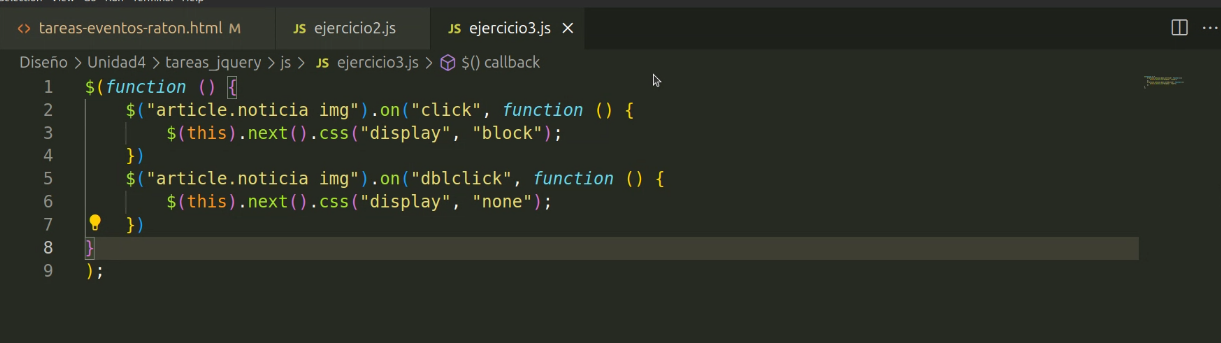 tareas-eventos-raton.html M JS ejercicio2.js JS ejercicio3.js ×
Diseño > Unidad4 > tareas_jquery > js > JS ejercicio3.js > $() callback
1 $(function () {
2     $("article.noticia img").on("click", function () {
3         $(this).next().css("display", "block");
4     })
5     $("article.noticia img").on("dblclick", function () {
6         $(this).next().css("display", "none");
7     })
8 }
9 );